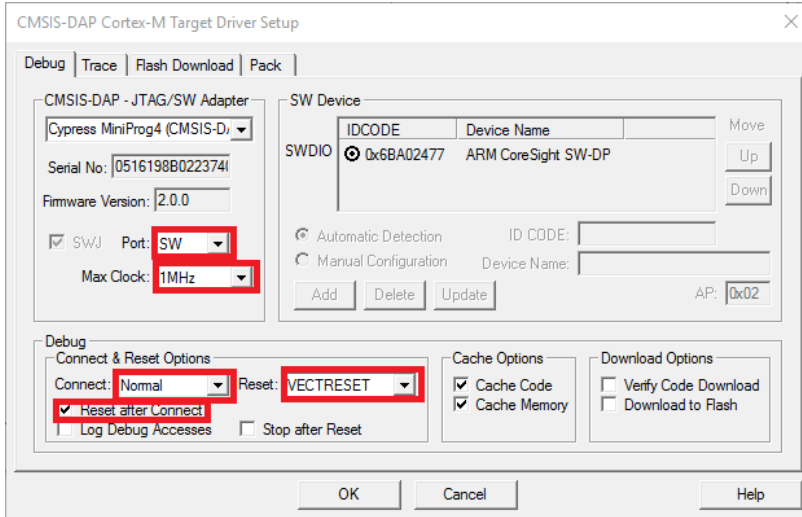 CMSIS-DAP Cortex-M Target Driver Setup
Debug Trace Flash Download Pack
CMSIS-DAP - JTAG/SW Adapter
Cypress MiniProg4 (CMSIS-D
Serial No: 0516198B0223740
Firmware Version: 2.0.0
SWJ Port: SW
Max Clock: 1MHz
SW Device
IDCODE Device Name
SWDIO 0x6BA02477 ARM CoreSight SW-DP
Move
Up
Down
Automatic Detection ID CODE:
Manual Configuration Device Name:
Add Delete Update AP: 0x02
Debug
Connect & Reset Options
Connect: Normal Reset: VECTRESET
Reset after Connect
Log Debug Accesses Stop after Reset
Cache Options
Cache Code
Cache Memory
Download Options
Verify Code Download
Download to Flash
OK Cancel Help